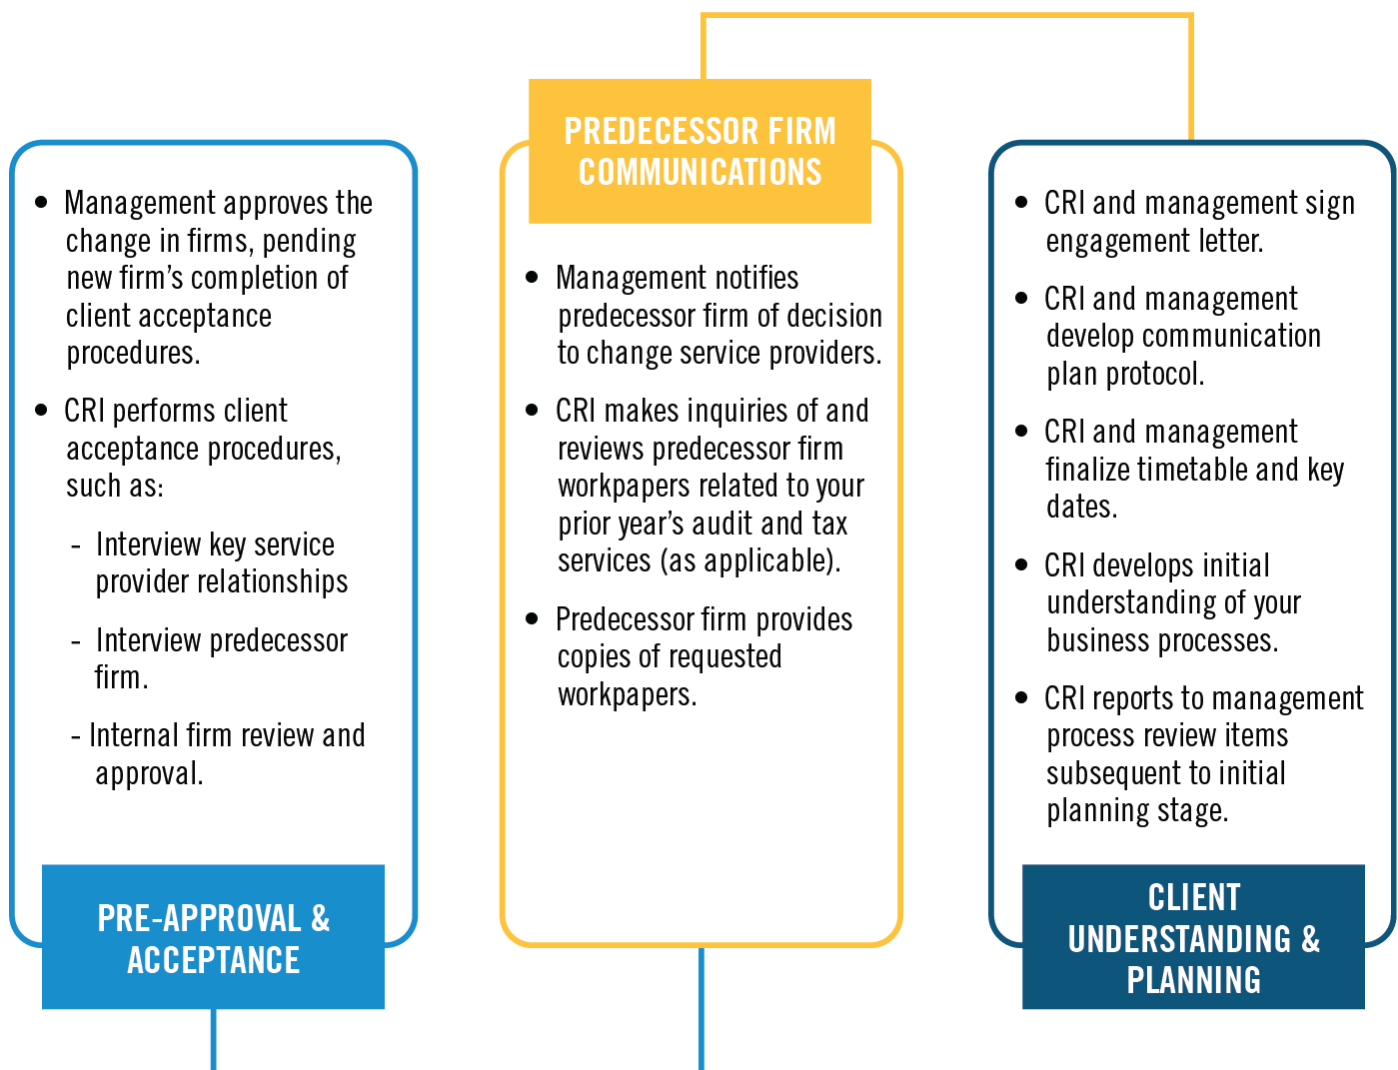 • Management approves the
change in firms, pending
new firm’s completion of
client acceptance
procedures.
• CRI performs client
acceptance procedures,
such as:
- Interview key service
provider relationships
- Interview predecessor
firm.
- Internal firm review and
approval.
PRE-APPROVAL &
ACCEPTANCE
PREDECESSOR FIRM
COMMUNICATIONS
• Management notifies
predecessor firm of decision
to change service providers.
• CRI makes inquiries of and
reviews predecessor firm
workpapers related to your
prior year’s audit and tax
services (as applicable).
• Predecessor firm provides
copies of requested
workpapers.
• CRI and management sign
engagement letter.
• CRI and management
develop communication
plan protocol.
• CRI and management
finalize timetable and key
dates.
• CRI develops initial
understanding of your
business processes.
• CRI reports to management
process review items
subsequent to initial
planning stage.
CLIENT
UNDERSTANDING &
PLANNING